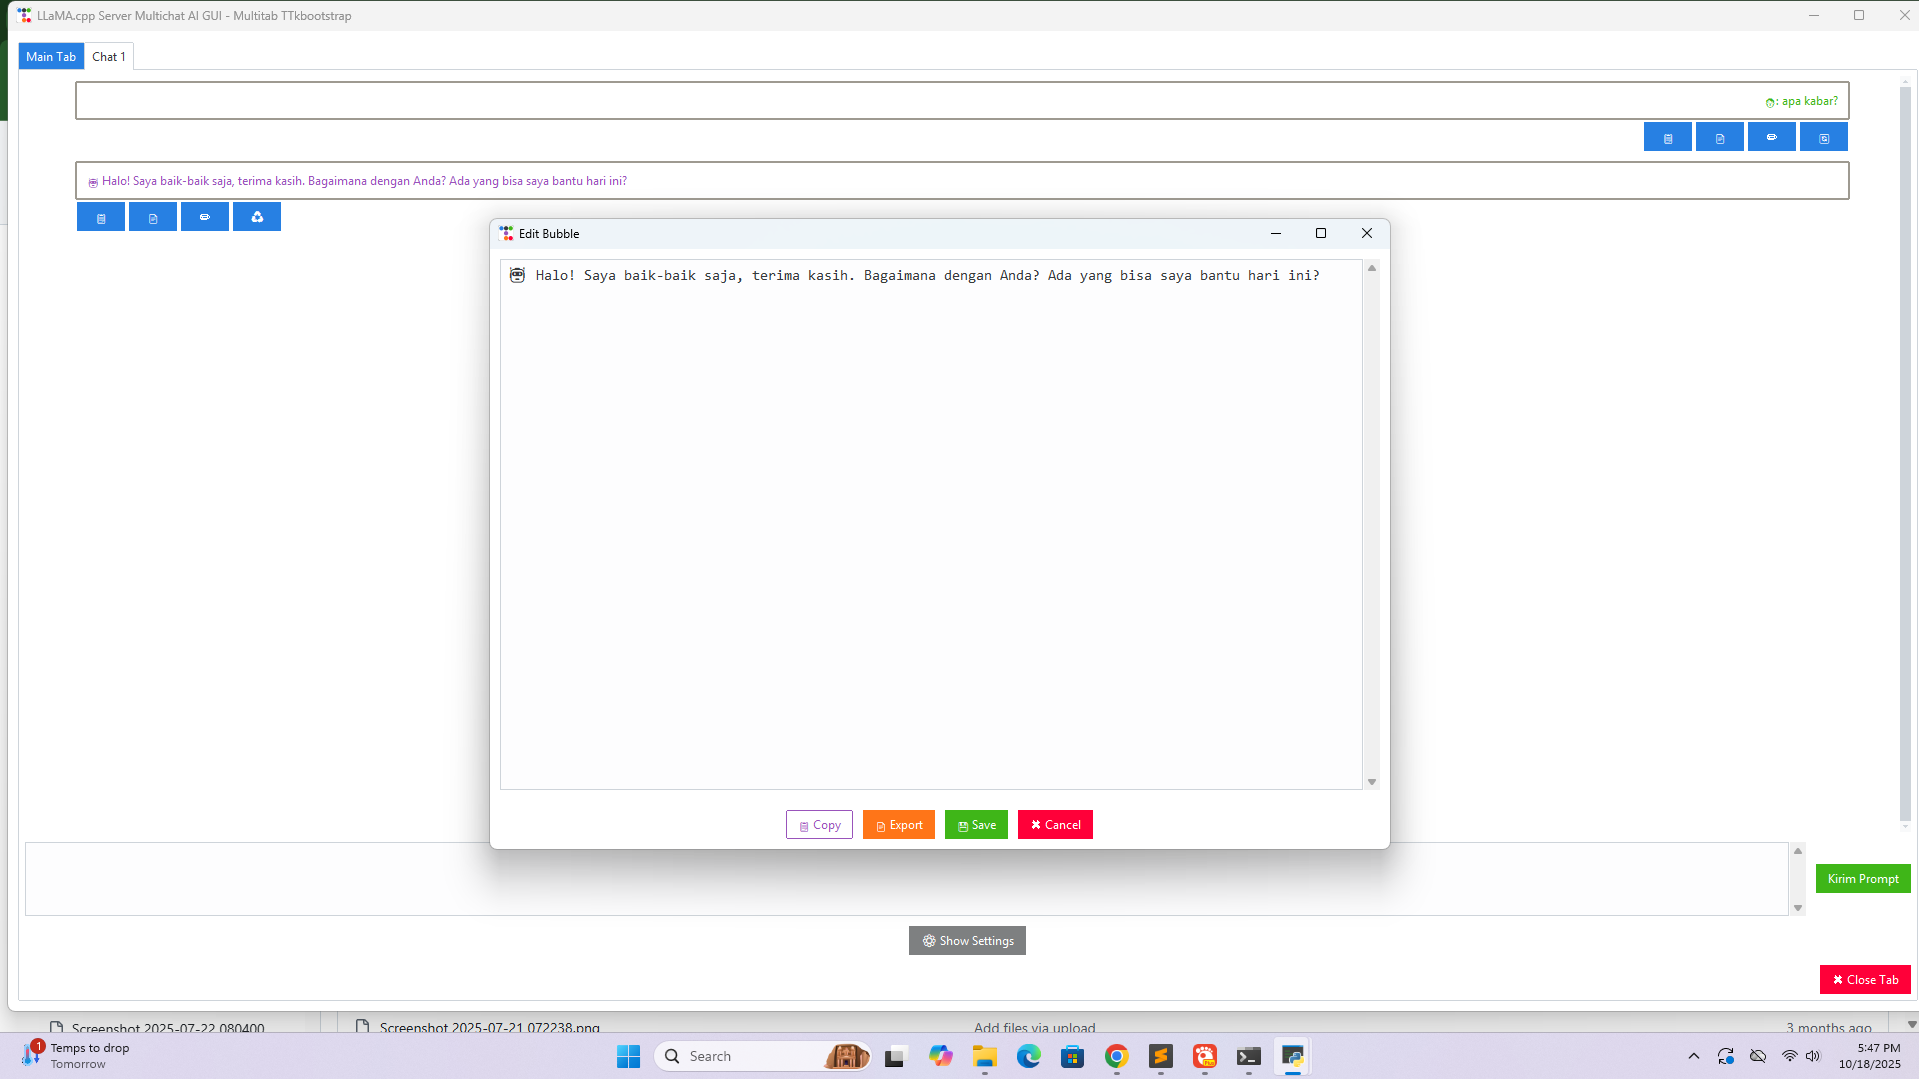 LLaMA.cpp Server Multichat AI GUI - Multitab TTkbootstrap
Main Tab
Chat 1
: apa kabar?
Halo! Saya baik-baik saja, terima kasih. Bagaimana dengan Anda? Ada yang bisa saya bantu hari ini?
Edit Bubble
Halo! Saya baik-baik saja, terima kasih. Bagaimana dengan Anda? Ada yang bisa saya bantu hari ini?
Copy
Export
Save
Cancel
Kirim Prompt
Show Settings
Close Tab
Screenshot 2025-07-22 080400
Screenshot 2025-07-21 072238.png
Add files via upload
3 months ago
1
Temps to drop
Tomorrow
Search
5:47 PM
10/18/2025